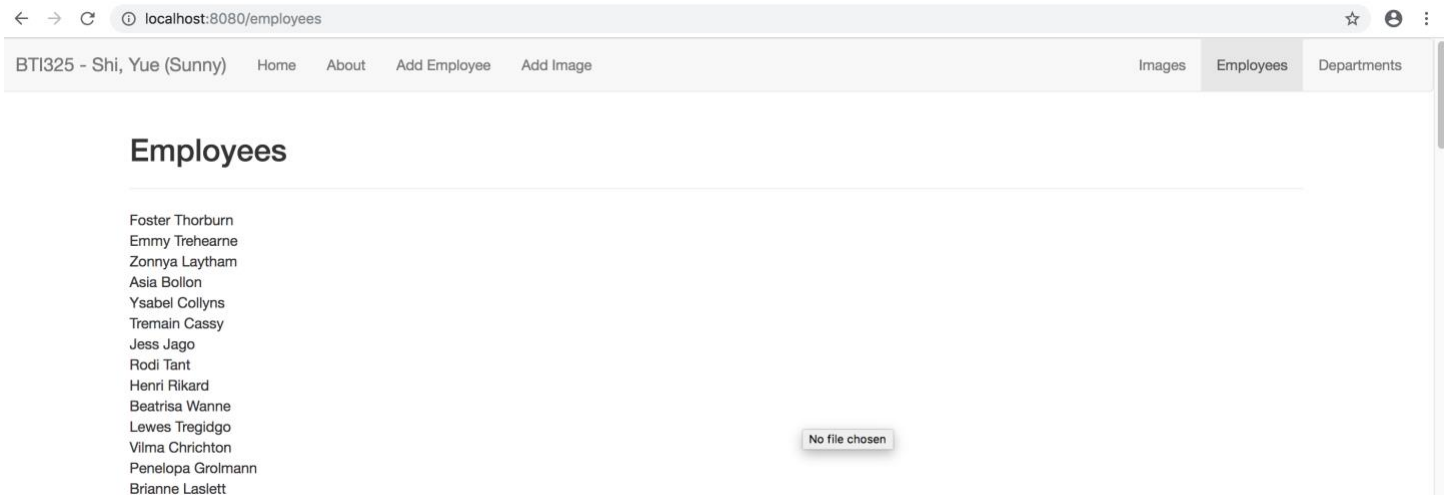 localhost:8080/employees
BTI325 - Shi, Yue (Sunny) Home About Add Employee Add Image Images Employees Departments
Employees
Foster Thorburn
Emmy Trehearne
Zonnya Laytham
Asia Bollon
Ysabel Collyns
Tremain Cassy
Jess Jago
Rodi Tant
Henri Rikard
Beatrisa Wanne
Lewes Tregidgo
No file chosen
Vilma Chrichton
Penelopa Grolmann
Brianne Laslett